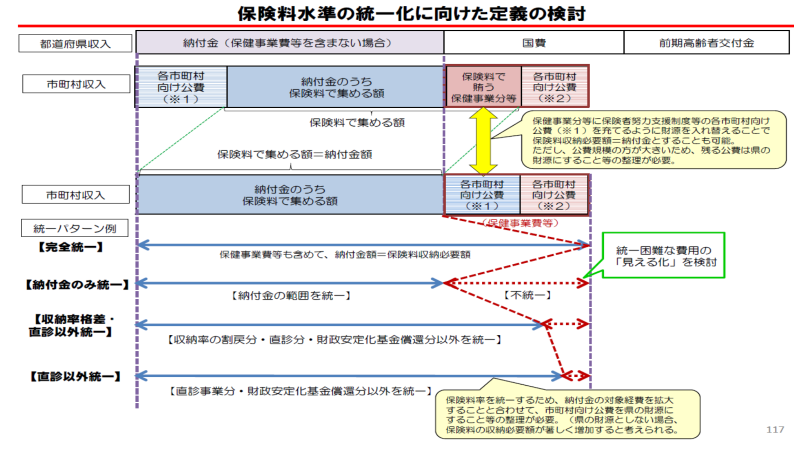 保険料水準の統一化に向けた定義の検討
都道府県収入
納付金（保健事業費等を含まない場合）
国費
前期高齢者交付金
市町村収入
各市町村
向け公費
（※１）
納付金のうち
保険料で集める額
保険料で
賄う
保健事業分等
各市町村
向け公費
（※２）
保険料で集める額
保健事業分等に保険者努力支援制度等の各市町村向け
公費（※１）を充てるように財源を入れ替えることで
保険料収納必要額＝納付金とすることも可能。
ただし、公費規模の方が大きいため、残る公費は県の
財源にすること等の整理が必要。
保険料で集める額＝納付金額
市町村収入
納付金のうち
保険料で集める額
各市町村
向け公費
（※１）
各市町村
向け公費
（※２）
（保健事業費等）
統一パターン例
【完全統一】
保健事業費等も含めて、納付金額＝保険料収納必要額
統一困難な費用の
「見える化」を検討
【納付金のみ統一】
【納付金の範囲を統一】
【不統一】
【収納率格差・
直診以外統一】
【収納率の割戻分・直診分・財政安定化基金償還分以外を統一】
【直診以外統一】
【直診事業分・財政安定化基金償還分以外を統一】
保険料率を統一するため、納付金の対象経費を拡大
することと合わせて、市町村向け公費を県の財源に
すること等の整理が必要。（県の財源としない場合、
保険料の収納必要額が著しく増加すると考えられる。
117